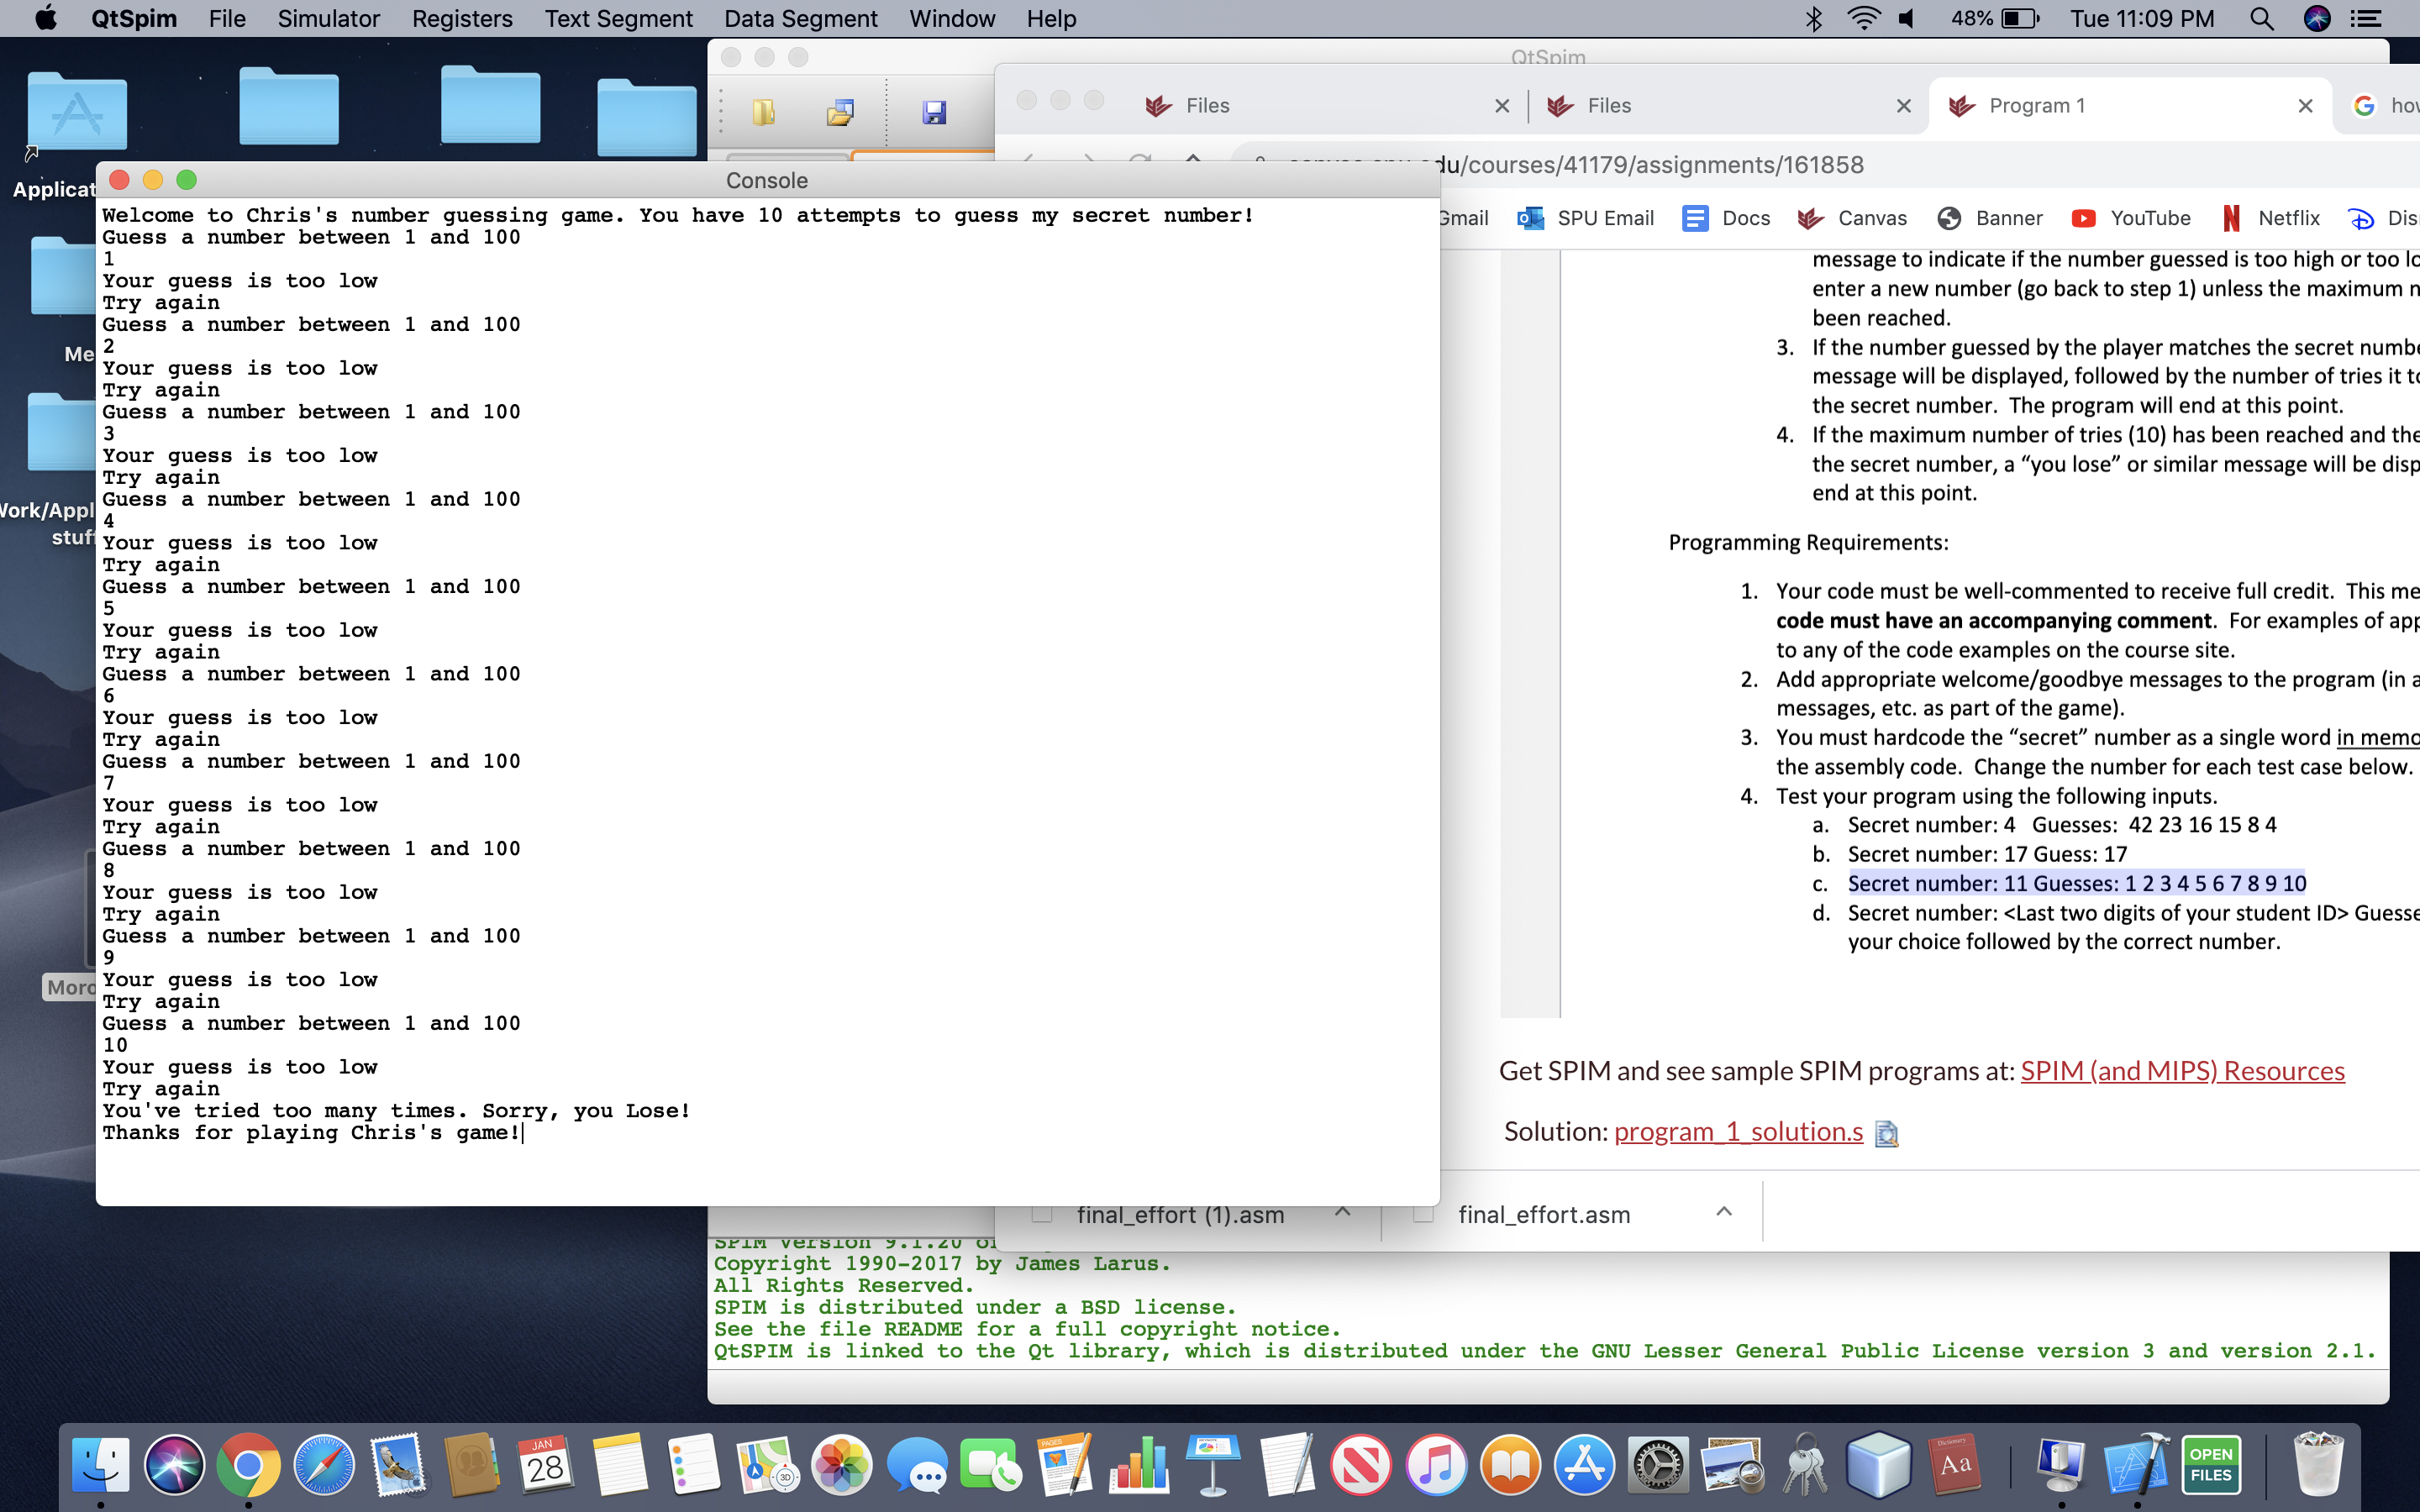 QtSpim File Simulator Registers Text Segment Data Segment Window Help 48% Tue 11:09 PM
QtSpim
Files Files Program 1
/courses/41179/assignments/161858
Gmail SPU Email Docs Canvas Banner YouTube Netflix
Console
Welcome to Chris's number guessing game. You have 10 attempts to guess my secret number!
Guess a number between 1 and 100
1
Your guess is too low
Try again
Guess a number between 1 and 100
2
Your guess is too low
Try again
Guess a number between 1 and 100
3
Your guess is too low
Try again
Guess a number between 1 and 100
4
Your guess is too low
Try again
Guess a number between 1 and 100
5
Your guess is too low
Try again
Guess a number between 1 and 100
6
Your guess is too low
Try again
Guess a number between 1 and 100
7
Your guess is too low
Try again
Guess a number between 1 and 100
8
Your guess is too low
Try again
Guess a number between 1 and 100
9
Your guess is too low
Try again
Guess a number between 1 and 100
10
Your guess is too low
Try again
You've tried too many times. Sorry, you Lose!
Thanks for playing Chris's game!
message to indicate if the number guessed is too high or too
enter a new number (go back to step 1) unless the maximum
been reached.
3. If the number guessed by the player matches the secret
message will be displayed, followed by the number of tries it
the secret number. The program will end at this point.
4. If the maximum number of tries (10) has been reached and
the secret number, a “you lose” or similar message will be
end at this point.
Programming Requirements:
1. Your code must be well-commented to receive full credit. This
code must have an accompanying comment. For examples of
to any of the code examples on the course site.
2. Add appropriate welcome/goodbye messages to the program (in
messages, etc. as part of the game).
3. You must hardcode the “secret” number as a single word in
the assembly code. Change the number for each test case below.
4. Test your program using the following inputs.
a. Secret number: 4 Guesses: 42 23 16 15 8 4
b. Secret number: 17 Guess: 17
c. Secret number: 11 Guesses: 1 2 3 4 5 6 7 8 9 10
d. Secret number: <Last two digits of your student ID>
your choice followed by the correct number.
Get SPIM and see sample SPIM programs at: SPIM (and MIPS) Resources
Solution: program_1_solution.s
final_effort (1).asm final_effort.asm
SPIM Version 9.1.20
Copyright 1990-2017 by James Larus.
All Rights Reserved.
SPIM is distributed under a BSD license.
See the file README for a full copyright notice.
QtSPIM is linked to the Qt library, which is distributed under the GNU Lesser General Public License version 3 and version 2.1.
JAN
28
3D
PAGES
Dictionary
Aa
OPEN
FILES